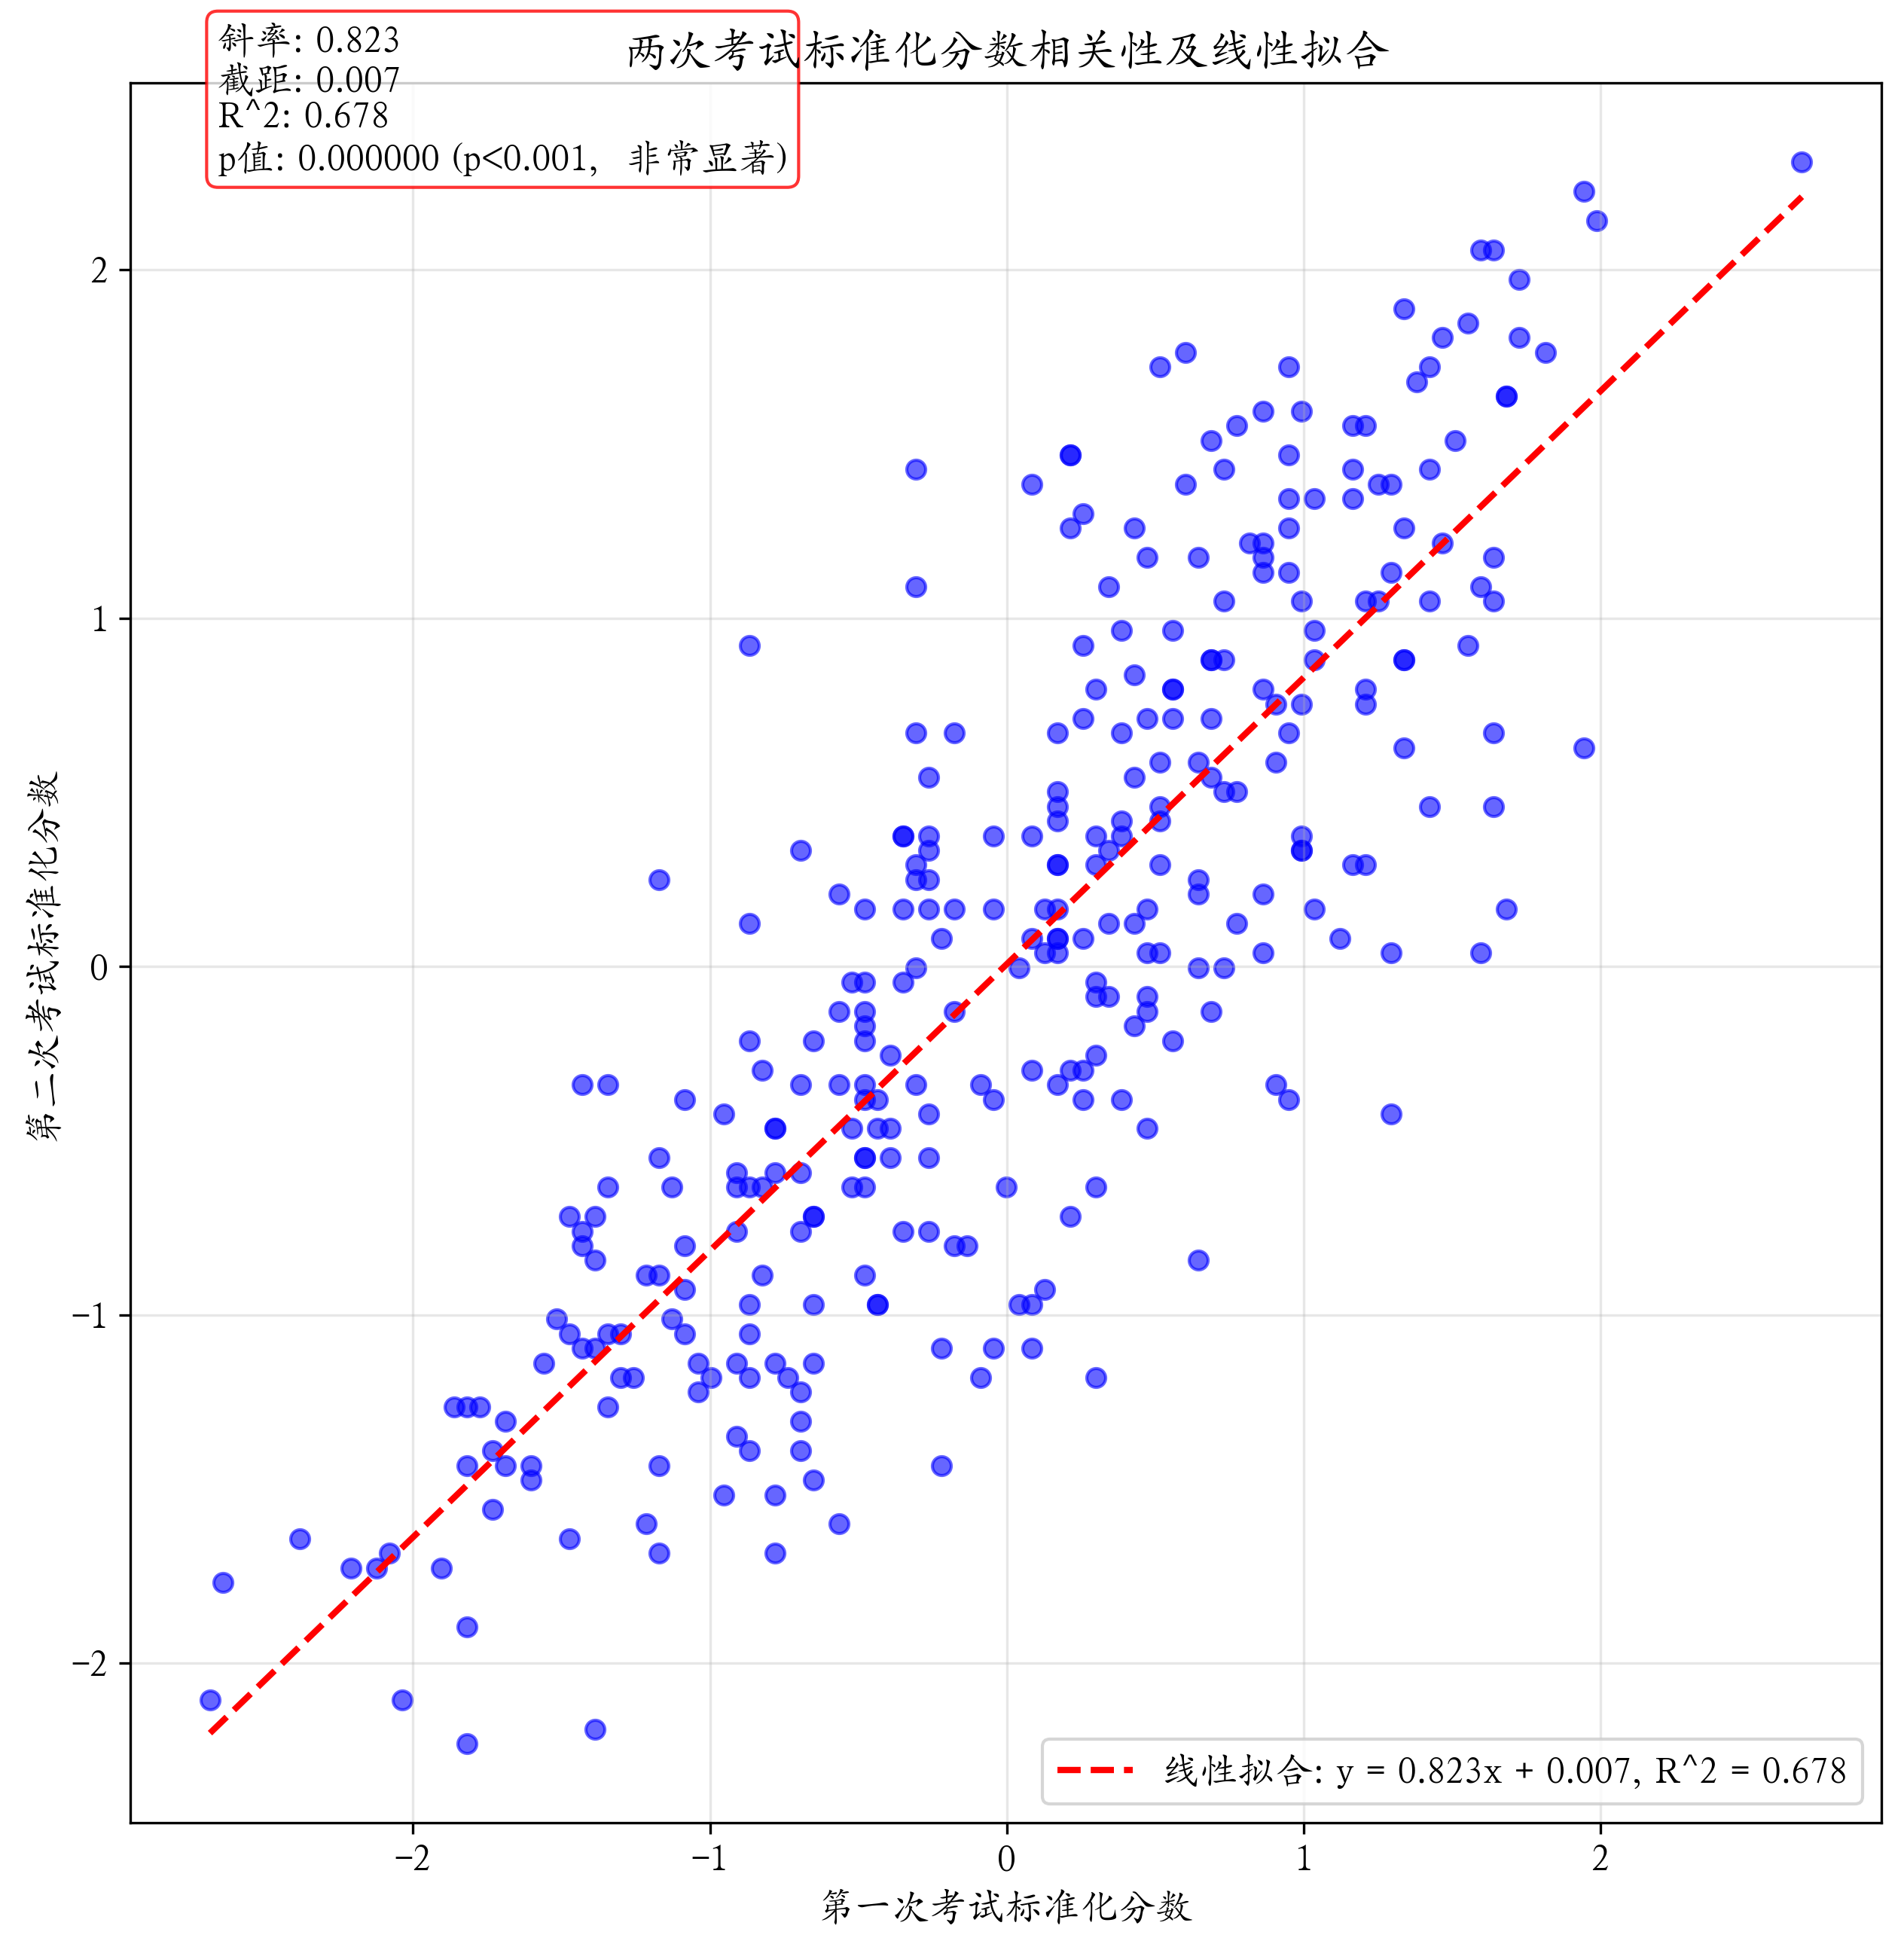 斜率: 0.823
截距: 0.007
R^2: 0.678
p值: 0.000000 (p<0.001, 非常显著)
两次考试标准化分数相关性及线性拟合
第二次考试标准化分数
2
1
0
−1
−2
线性拟合: y = 0.823x + 0.007, R^2 = 0.678
−2
−1
0
1
2
第一次考试标准化分数